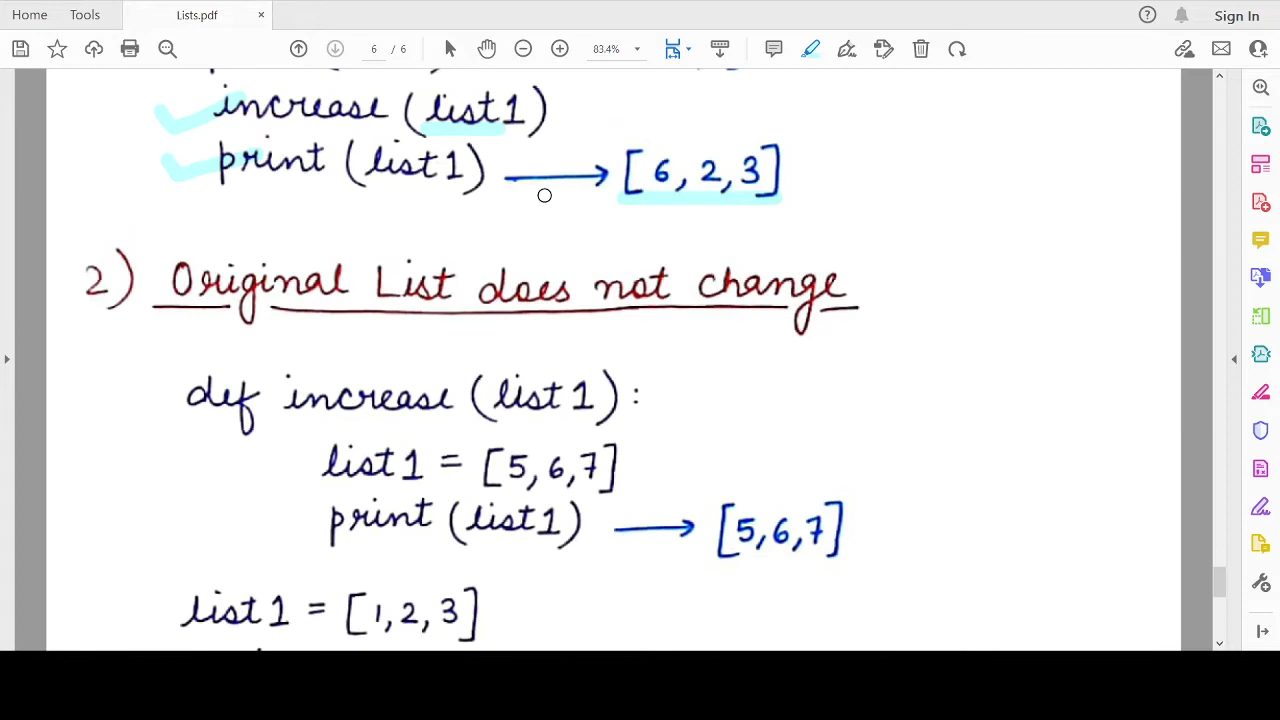 Home Tools Lists.pdf × Sign In
6 / 6 83.4%
increase (list1)
print (list1) → [6, 2, 3]
2) Original List does not change
def increase (list1) :
list1 = [5, 6, 7]
print (list1) → [5, 6, 7]
list1 = [1, 2, 3]